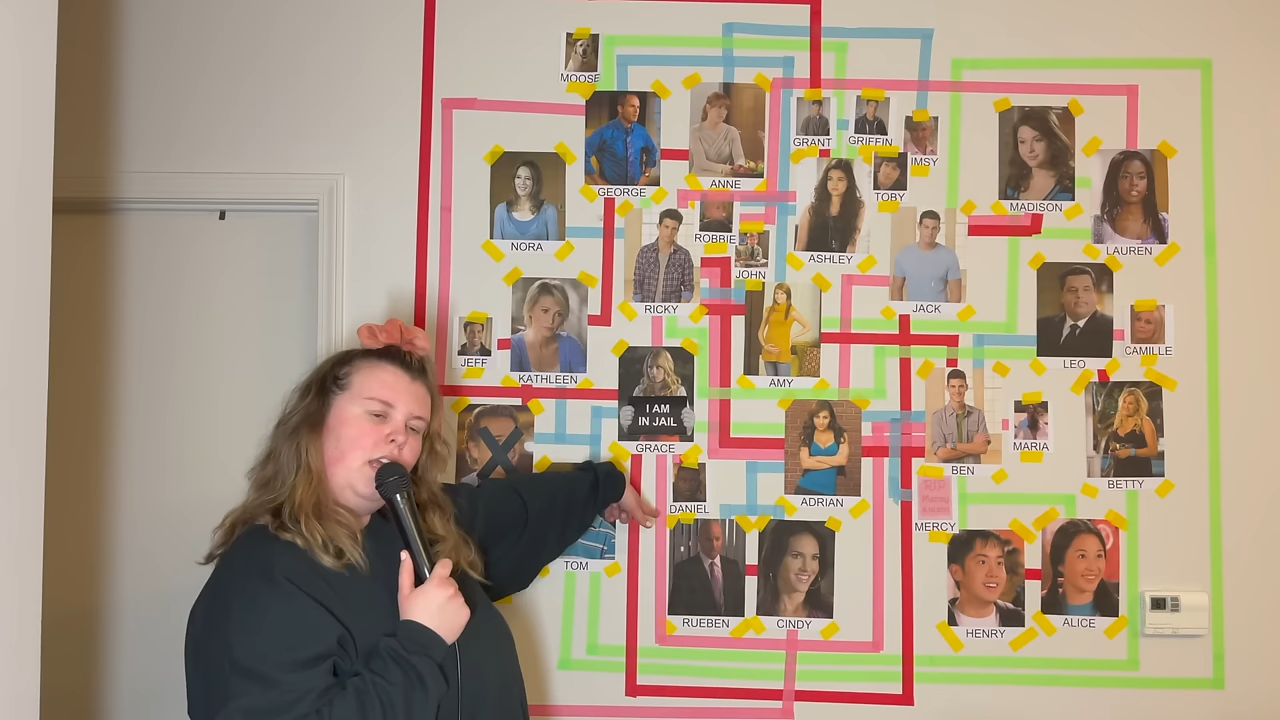 MOOSE
GEORGE
ANNE
GRANT
GRIFFIN
IMSY
TOBY
MADISON
NORA
ROBBIE
JOHN
ASHLEY
LAUREN
RICKY
JACK
JEFF
KATHLEEN
AMY
LEO
CAMILLE
I AM
IN JAIL
GRACE
DANIEL
ADRIAN
BEN
MARIA
BETTY
RIP
MERCY
TOM
RUEBEN
CINDY
HENRY
ALICE